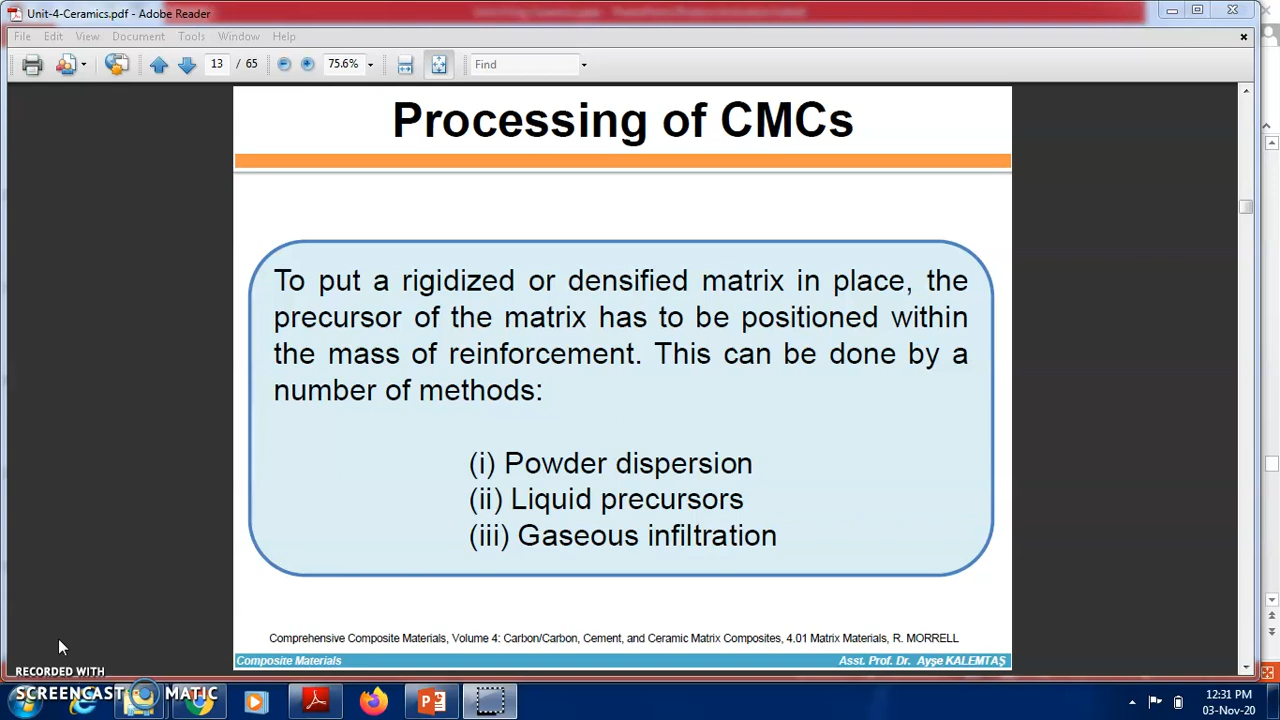 Unit-4-Ceramics.pdf - Adobe Reader
File Edit View Document Tools Window Help
13 / 65 75.6% Find
Processing of CMCs
To put a rigidized or densified matrix in place, the
precursor of the matrix has to be positioned within
the mass of reinforcement. This can be done by a
number of methods:
(i) Powder dispersion
(ii) Liquid precursors
(iii) Gaseous infiltration
Comprehensive Composite Materials, Volume 4: Carbon/Carbon, Cement, and Ceramic Matrix Composites, 4.01 Matrix Materials, R. MORRELL
Composite Materials Asst. Prof. Dr. Ayşe KALEMTAŞ
RECORDED WITH
SCREENCAST MATIC
12:31 PM
03-Nov-20